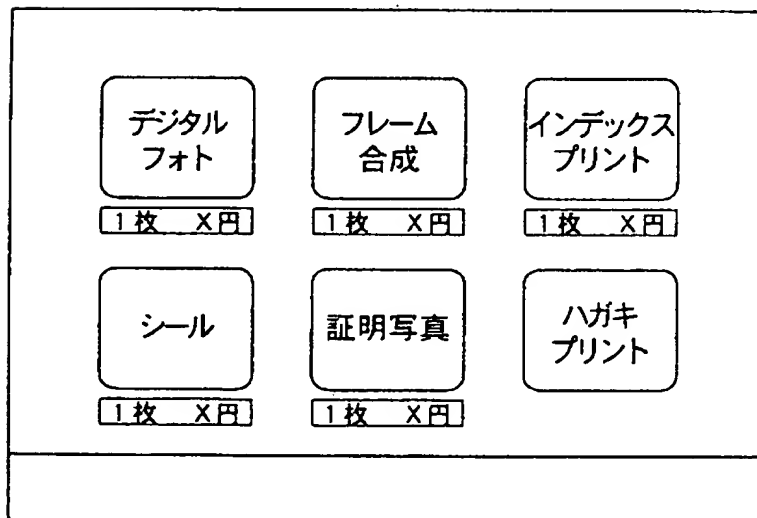 デジタル
フォト
フレーム
合成
インデックス
プリント
1枚 X円
1枚 X円
1枚 X円
シール
証明写真
ハガキ
プリント
1枚 X円
1枚 X円